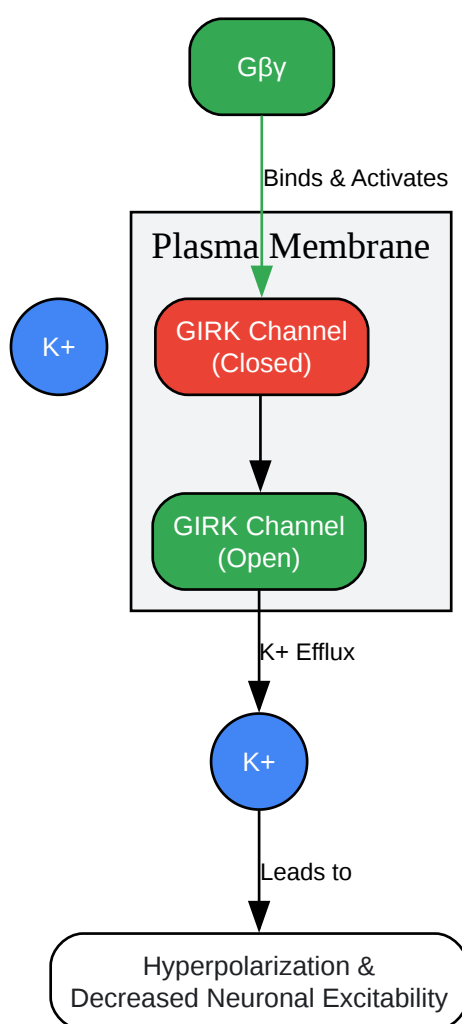 Gβγ
Binds & Activates
Plasma Membrane
K+
GIRK Channel
(Closed)
GIRK Channel
(Open)
K+ Efflux
K+
Leads to
Hyperpolarization &
Decreased Neuronal Excitability